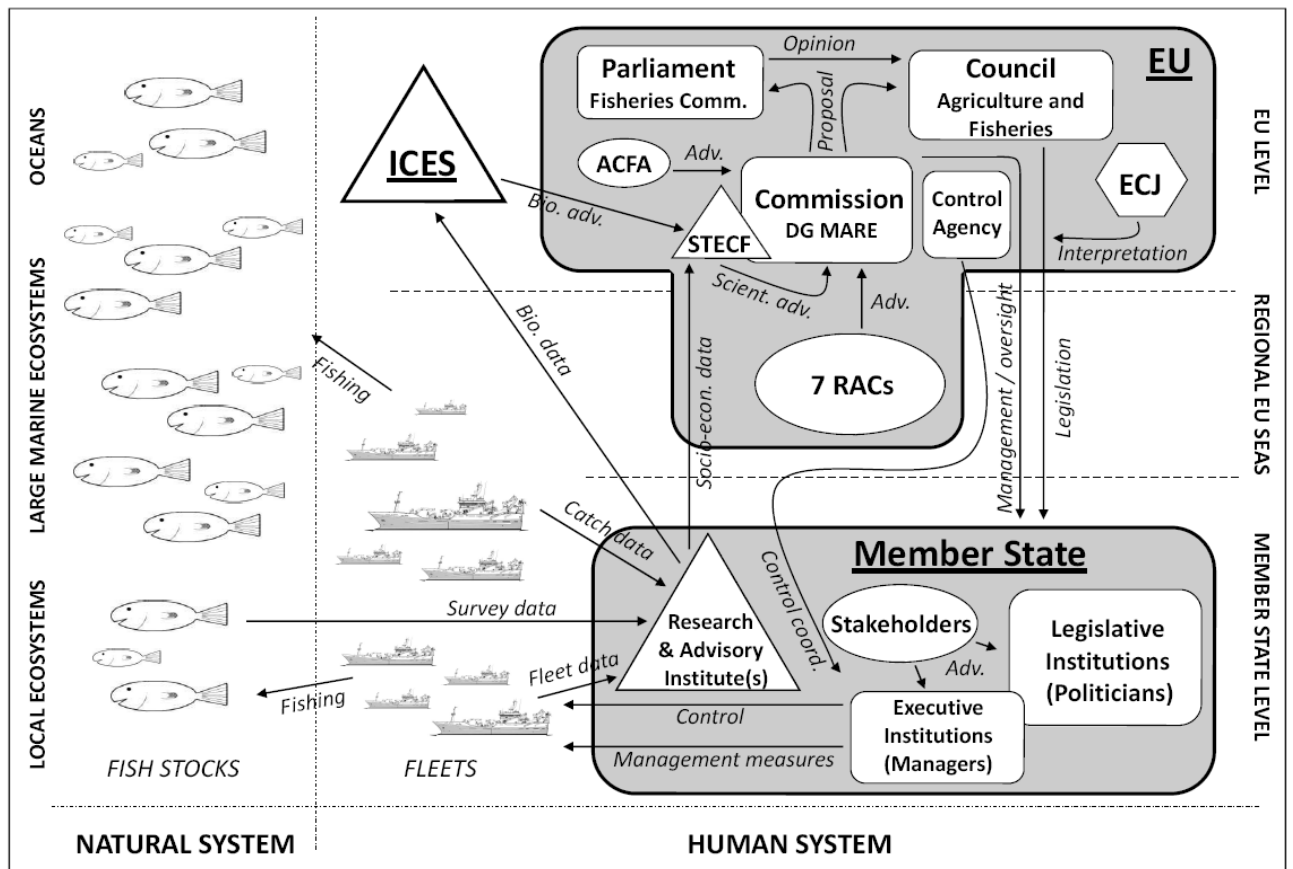 Opinion
EU
Parliament
Fisheries Comm.
Council
Agriculture and
Fisheries
Proposal
OCEANS
EU LEVEL
ICES
ACFA
Adv.
ECJ
Commission
DG MARE
Control
Agency
Bio. adv.
STECF
Interpretation
Scient. adv.
Adv.
LARGE MARINE ECOSYSTEMS
REGIONAL EU SEAS
Bio. data
Socio-econ. data
Management / oversight
Legislation
Fishing
7 RACs
Catch data
Member State
LOCAL ECOSYSTEMS
MEMBER STATE LEVEL
Survey data
Research
& Advisory
Institute(s)
Control coord.
Stakeholders
Adv.
Legislative
Institutions
(Politicians)
Fleet data
Fishing
Control
Executive
Institutions
(Managers)
Management measures
FISH STOCKS
FLEETS
NATURAL SYSTEM
HUMAN SYSTEM